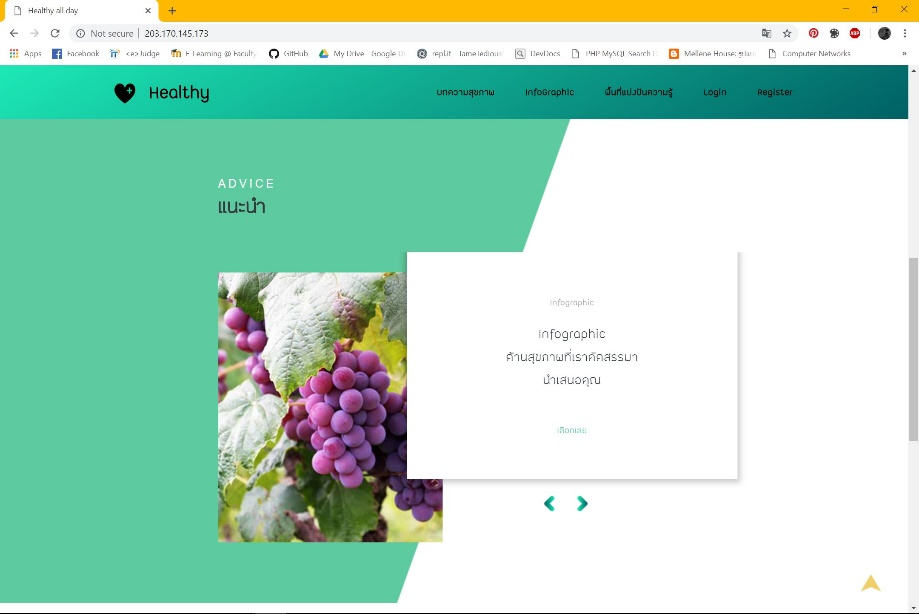 Healthy all day
Not secure | 203.170.145.173
Apps Facebook <e> Judge E-Learning @ Faculty GitHub My Drive - Google Dr DevDocs PHP MySQL Search Mellene House: Computer Networks »
Healthy บทความสุขภาพ InfoGraphic พื้นที่แบ่งปันความรู้ Login Register
ADVICE
แนะนำ
Infographic
Infographic
ด้านสุขภาพที่เราคัดสรรมา
นำเสนอคุณ
เลือกเลย